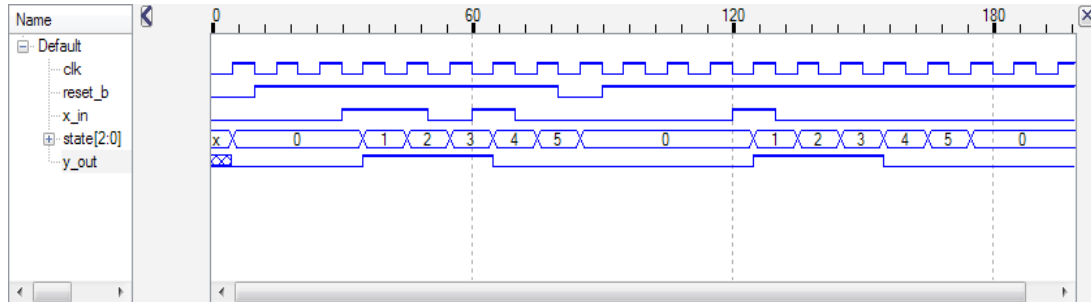 Name 0 60 120 180
Default
clk
reset_b
x_in
state[2:0] x 0 1 2 3 4 5 0 1 2 3 4 5 0
y_out